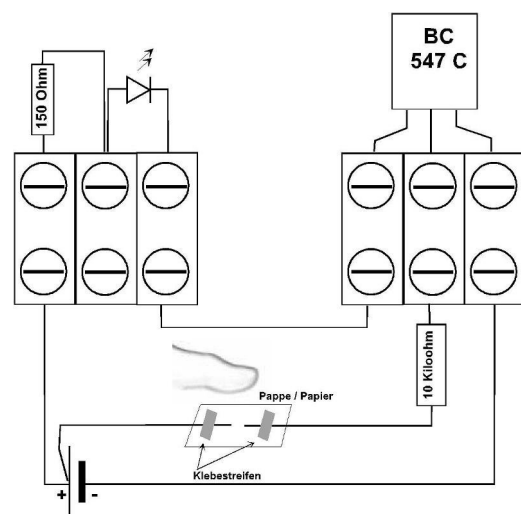 BC
547 C
150 Ohm
10 Kiloohm
Pappe / Papier
Klebestreifen
+ -